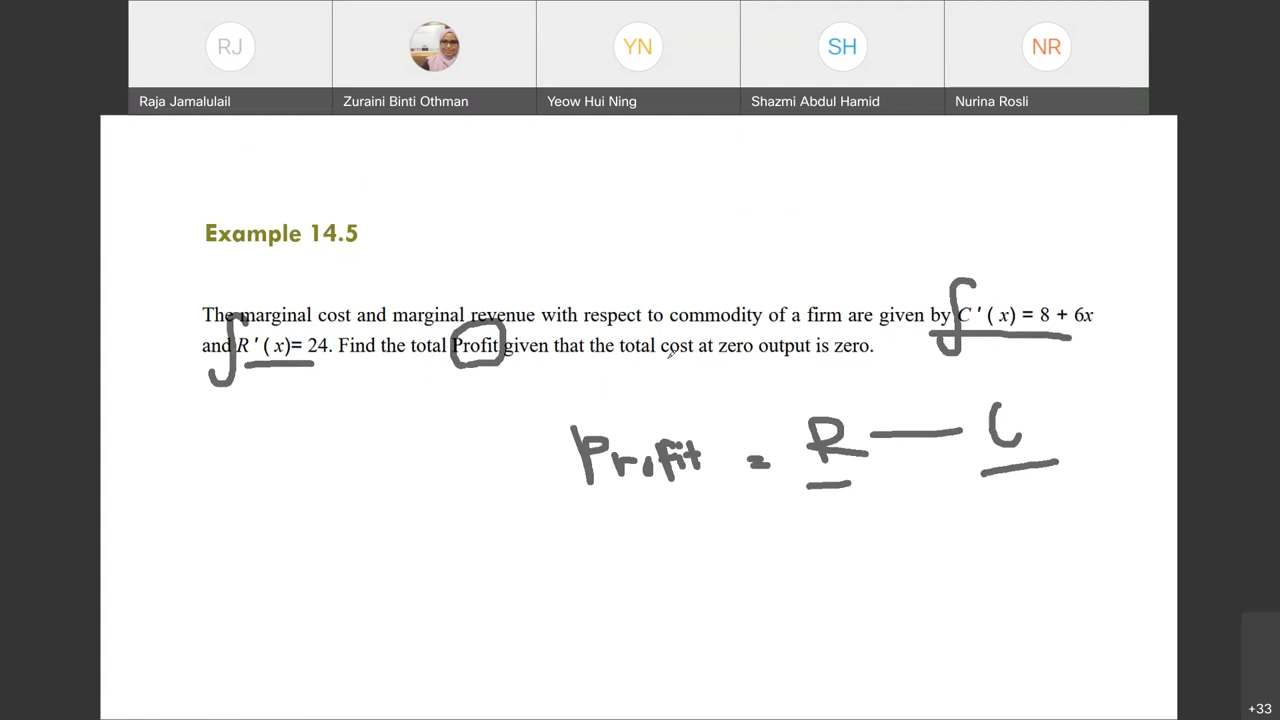 RJ
YN
SH
NR
Raja Jamalulail
Zuraini Binti Othman
Yeow Hui Ning
Shazmi Abdul Hamid
Nurina Rosli
Example 14.5
The marginal cost and marginal revenue with respect to commodity of a firm are given by ∫ C ' ( x) = 8 + 6x
and ∫ R ' ( x)= 24. Find the total Profit given that the total cost at zero output is zero.
Profit = R — C
+33